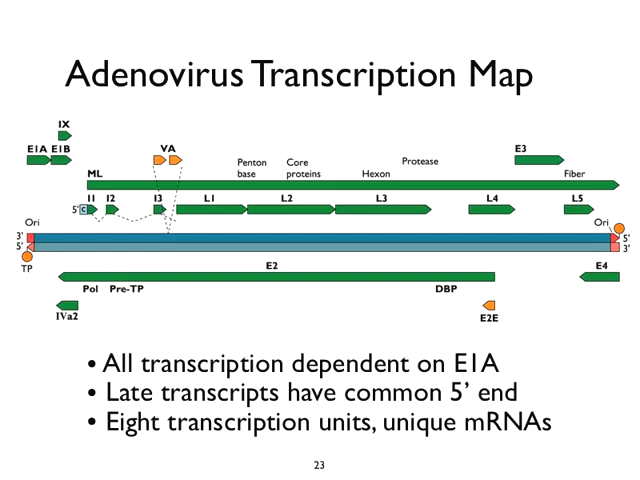 Adenovirus Transcription Map
IX
E1A E1B VA E3
Penton base
Core proteins
Protease
ML Hexon Fiber
l1 l2 l3 L1 L2 L3 L4 L5
5' C
Ori Ori
3' 5'
5' 3'
TP
E2 E4
Pol Pre-TP DBP
IVa2 E2E
• All transcription dependent on E1A
• Late transcripts have common 5’ end
• Eight transcription units, unique mRNAs
23